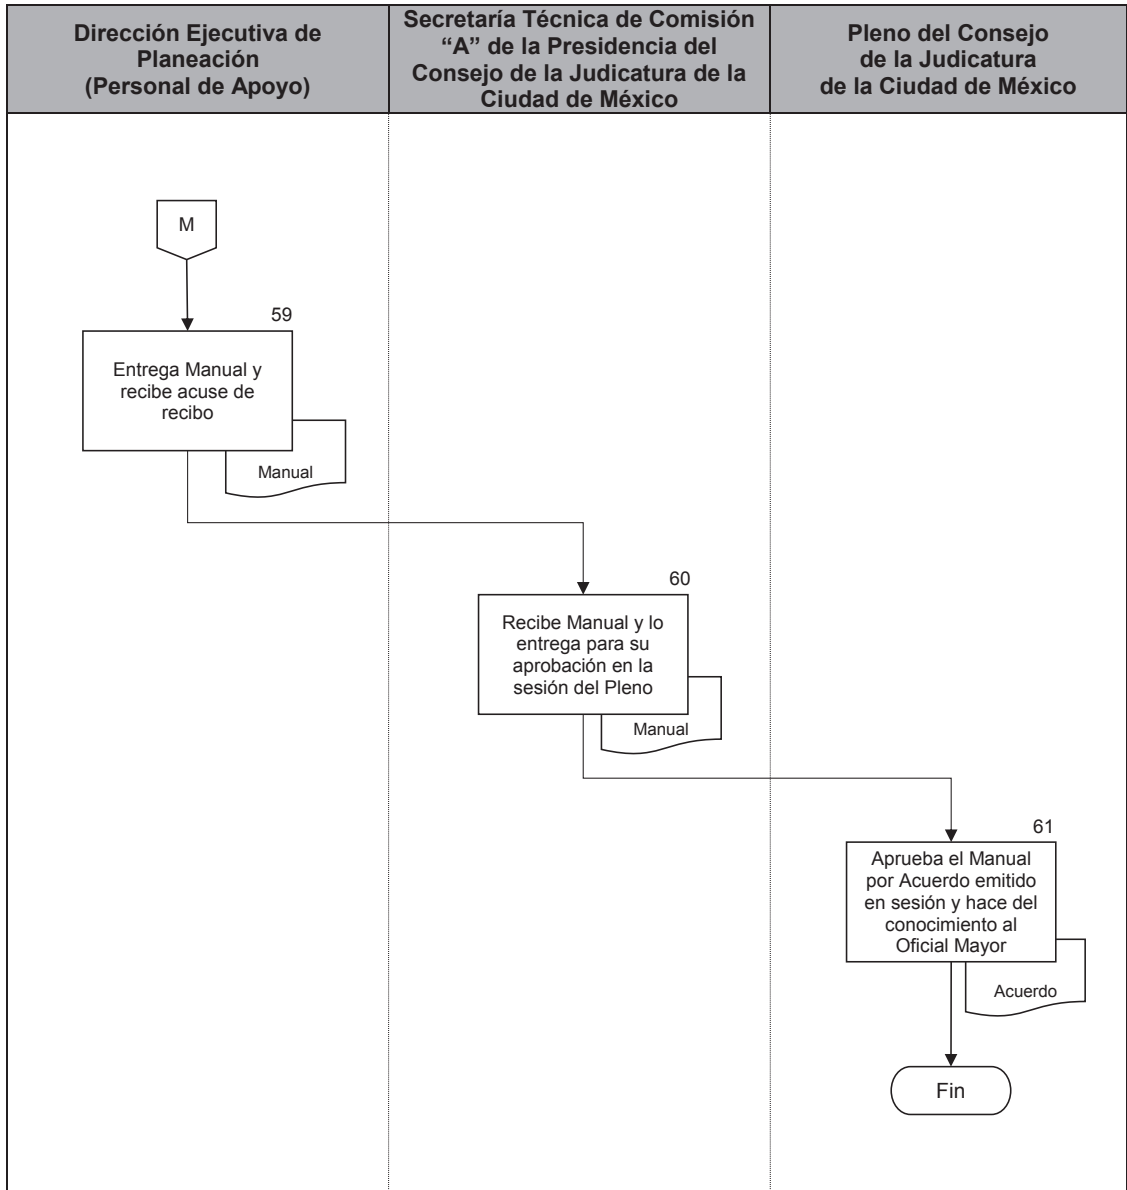 Dirección Ejecutiva de
Planeación
(Personal de Apoyo)
Secretaría Técnica de Comisión
“A” de la Presidencia del
Consejo de la Judicatura de la
Ciudad de México
Pleno del Consejo
de la Judicatura
de la Ciudad de México
M
59
Entrega Manual y
recibe acuse de
recibo
Manual
60
Recibe Manual y lo
entrega para su
aprobación en la
sesión del Pleno
Manual
61
Aprueba el Manual
por Acuerdo emitido
en sesión y hace del
conocimiento al
Oficial Mayor
Acuerdo
Fin